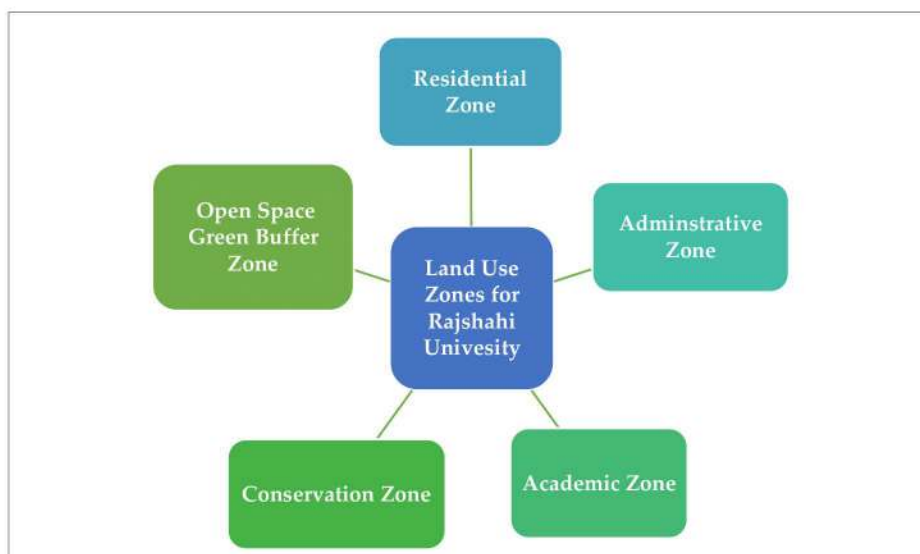 Residential
Zone
Open Space
Green Buffer
Zone
Adminstrative
Zone
Land Use
Zones for
Rajshahi
Univesity
Conservation Zone
Academic Zone